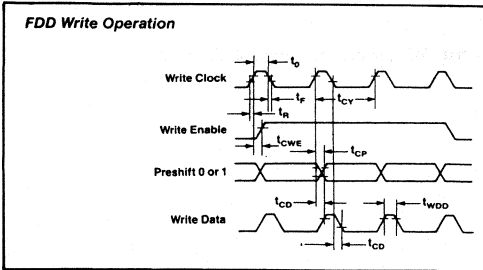 FDD Write Operation
t0
Write Clock
tF
tCY
tR
Write Enable
tCWE
tCP
Preshift 0 or 1
tCD
tWDD
Write Data
tCD